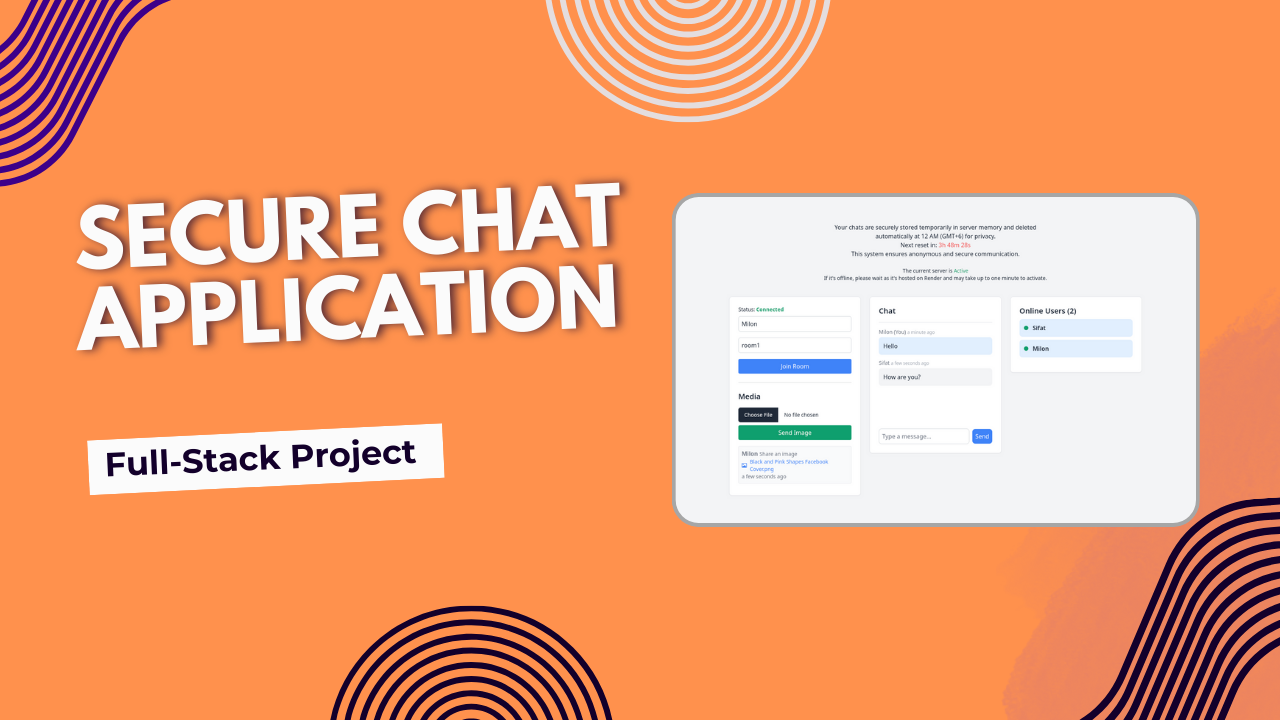 SECURE CHAT
APPLICATION
Full-Stack Project
Your chats are securely stored temporarily in server memory and deleted
automatically at 12 AM (GMT+6) for privacy.
Next reset in: 3h 48m 28s
This system ensures anonymous and secure communication.
The current server is Active
If it's offline, please wait as it's hosted on Render and may take up to one minute to activate.
Status: Connected
Milon
room1
Join Room
Media
Choose File No file chosen
Send Image
Milon Share an image
Black and Pink Shapes Facebook
Cover.png
a few seconds ago
Chat
Milon (You) a minute ago
Hello
Sifat a few seconds ago
How are you?
Type a message...
Send
Online Users (2)
Sifat
Milon